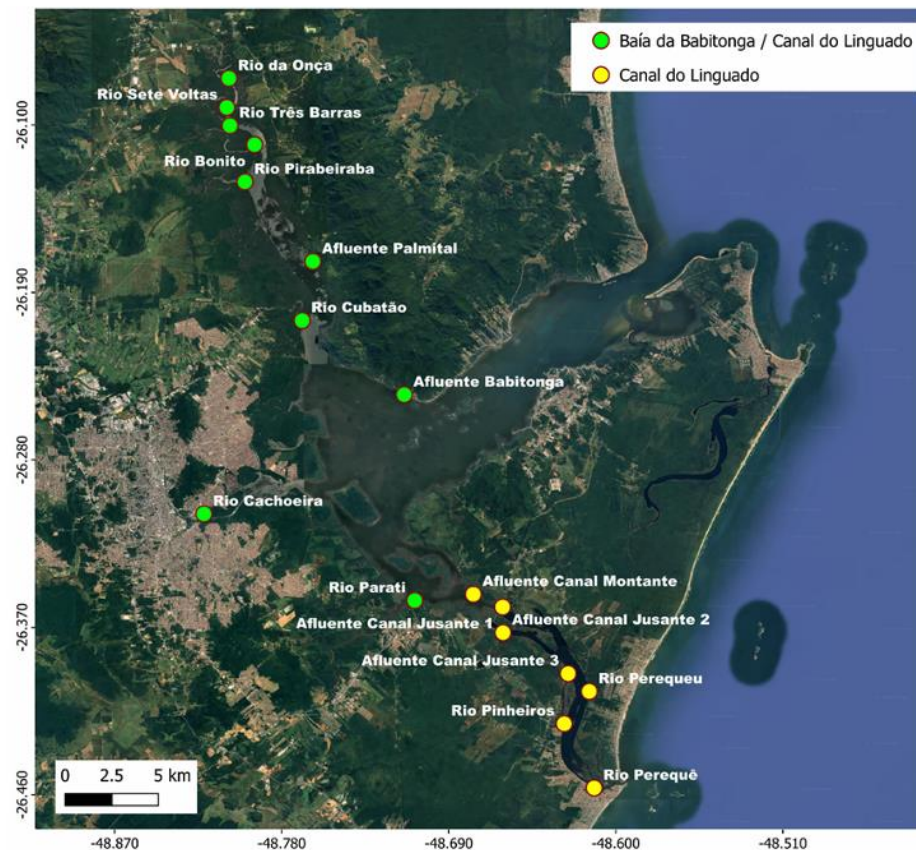 Baía da Babitonga / Canal do Linguado
Canal do Linguado
Rio da Onça
Rio Sete Voltas
Rio Três Barras
Rio Bonito
Rio Pirabeiraba
Afluente Palmital
Rio Cubatão
Afluente Babitonga
Rio Cachoeira
Rio Parati
Afluente Canal Montante
Afluente Canal Jusante 1
Afluente Canal Jusante 2
Afluente Canal Jusante 3
Rio Perequeu
Rio Pinheiros
Rio Perequê
0 2.5 5 km
-26.100
-26.190
-26.280
-26.370
-26.460
-48.870 -48.780 -48.690 -48.600 -48.510